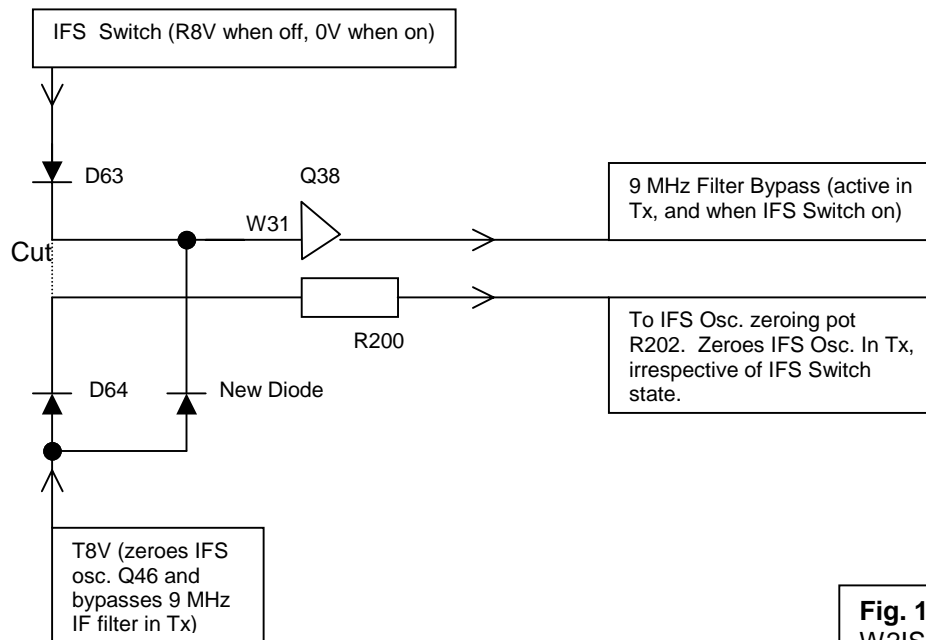 IFS Switch (R8V when off, 0V when on)
D63
Q38
W31
9 MHz Filter Bypass (active in
Tx, and when IFS Switch on)
Cut
R200
To IFS Osc. zeroing pot
R202. Zeroes IFS Osc. In Tx,
irrespective of IFS Switch
state.
D64
New Diode
T8V (zeroes IFS
osc. Q46 and
bypasses 9 MHz
IF filter in Tx)
Fig. 1